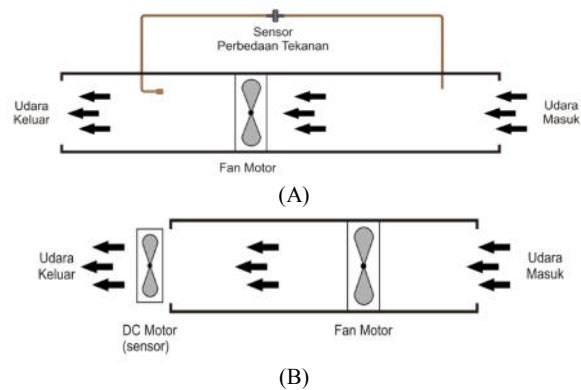 Sensor
Perbedaan Tekanan
Udara
Keluar
Udara
Masuk
Fan Motor
(A)
Udara
Keluar
Udara
Masuk
DC Motor
(sensor)
Fan Motor
(B)